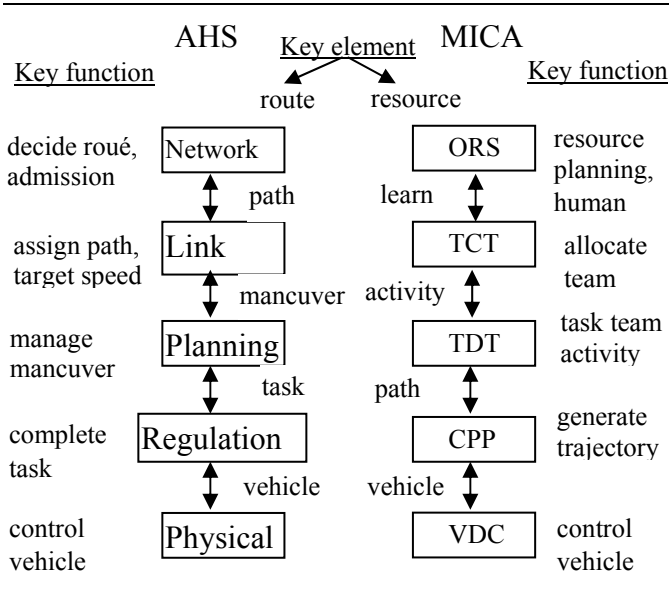 AHS
Key element
MICA
Key function
Key function
route
resource
decide roué,
admission
Network
ORS
resource
planning,
human
path
learn
assign path,
target speed
Link
TCT
allocate
team
mancuver
activity
manage
mancuver
Planning
TDT
task team
activity
task
path
complete
task
Regulation
CPP
generate
trajectory
vehicle
vehicle
control
vehicle
Physical
VDC
control
vehicle